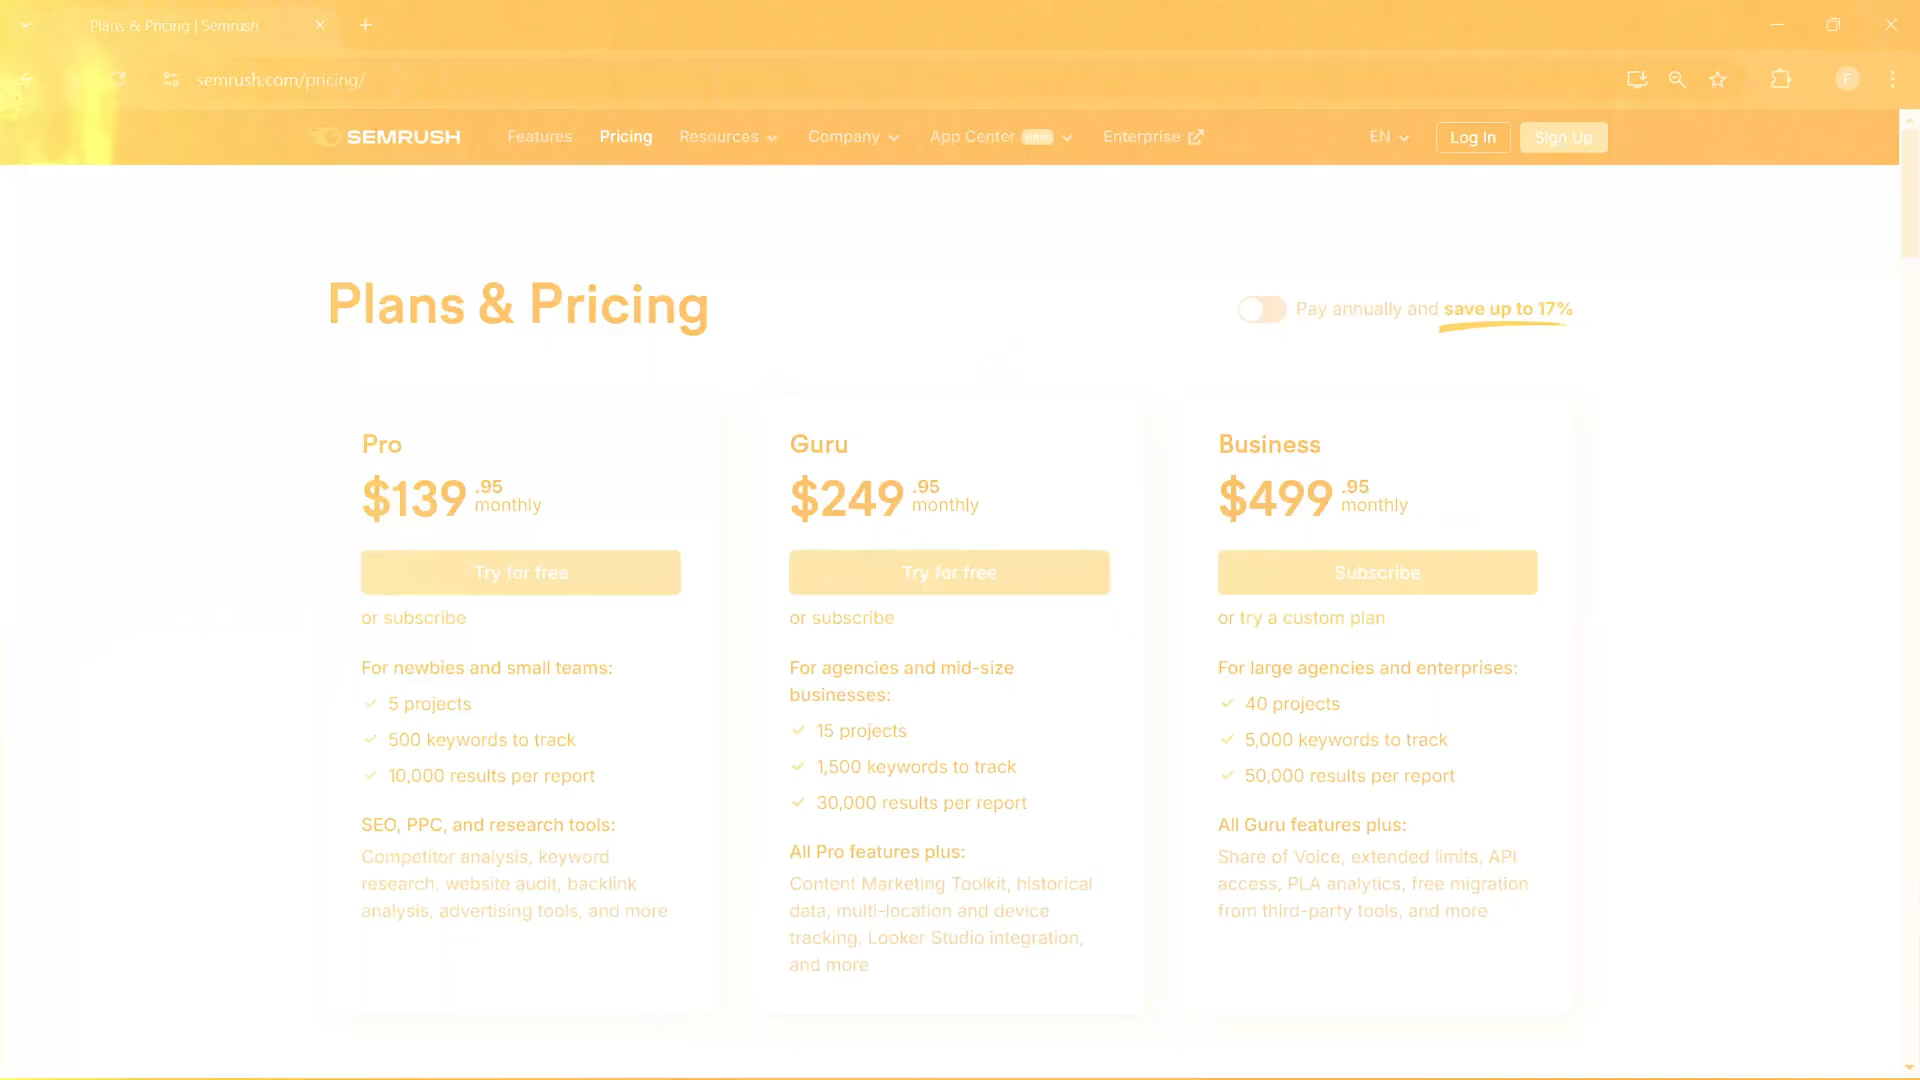 Plans & Pricing | Semrush
semrush.com/pricing/
F
SEMRUSH
Features
Pricing
Resources
Company
App Center
Enterprise
EN
Log In
Sign Up
Plans & Pricing
Pay annually and save up to 17%
Pro
$139.95
monthly
Try for free
or subscribe
For newbies and small teams:
5 projects
500 keywords to track
10,000 results per report
SEO, PPC, and research tools:
Competitor analysis, keyword
research, website audit, backlink
analysis, advertising tools, and more
Guru
$249.95
monthly
Try for free
or subscribe
For agencies and mid-size
businesses:
15 projects
1,500 keywords to track
30,000 results per report
All Pro features plus:
Content Marketing Toolkit, historical
data, multi-location and device
tracking, Looker Studio integration,
and more
Business
$499.95
monthly
Subscribe
or try a custom plan
For large agencies and enterprises:
40 projects
5,000 keywords to track
50,000 results per report
All Guru features plus:
Share of Voice, extended limits, API
access, PLA analytics, free migration
from third-party tools, and more